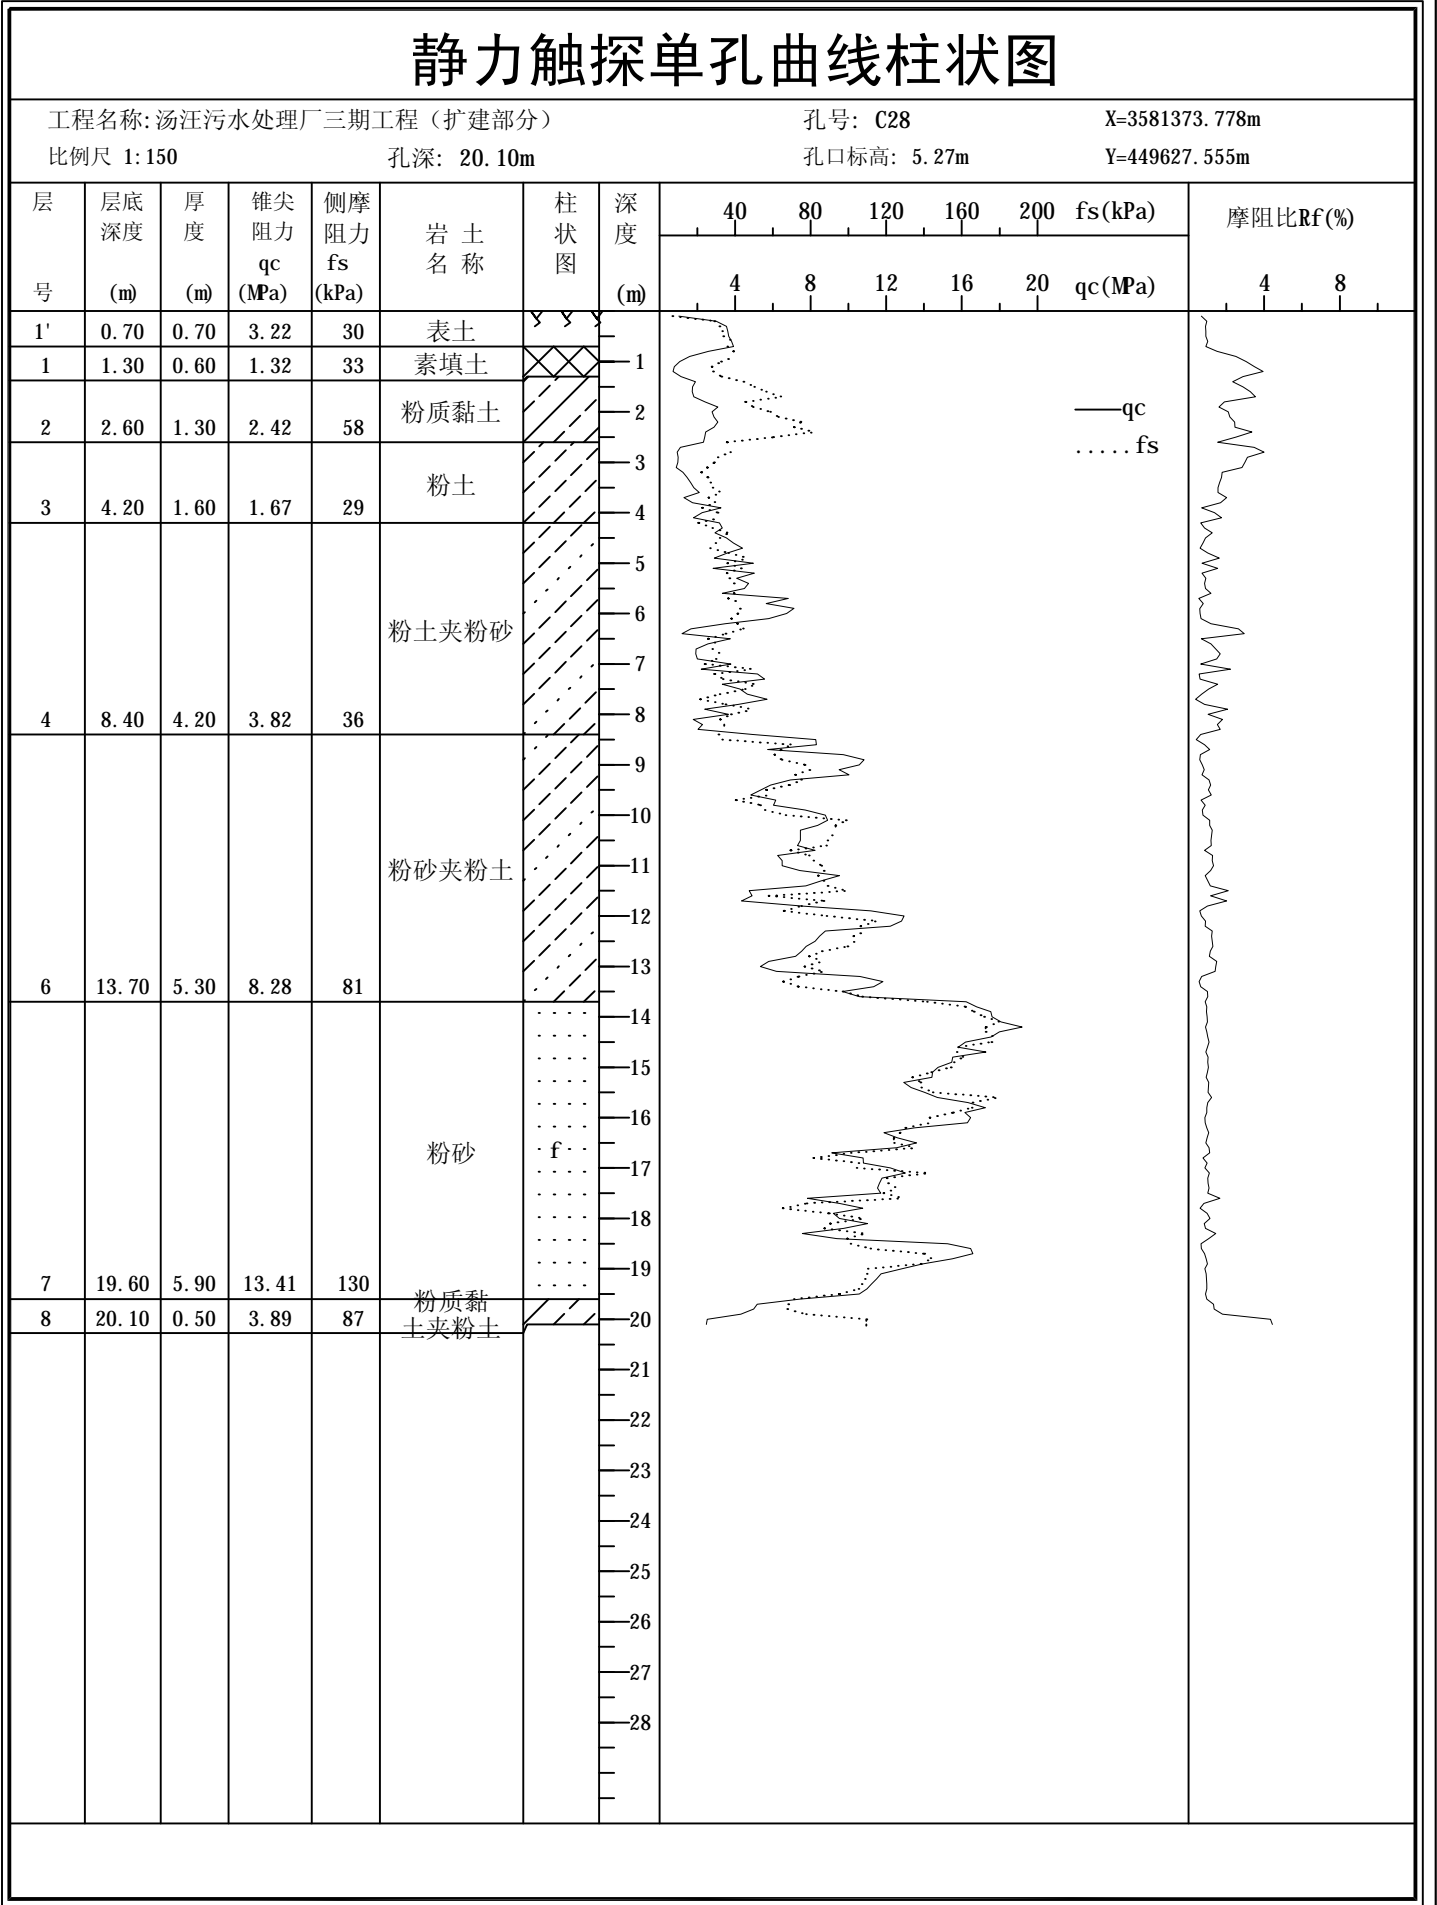 静力触探单孔曲线柱状图
工程名称:汤汪污水处理厂三期工程（扩建部分） 孔号: C28 X=3581373.778m
比例尺 1:150 孔深: 20.10m 孔口标高: 5.27m Y=449627.555m
层号 层底深度(m) 厚度(m) 锥尖阻力qc(MPa) 侧摩阻力fs(kPa) 岩土名称 柱状图 深度(m)
40 80 120 160 200 fs(kPa)
4 8 12 16 20 qc(MPa)
摩阻比Rf(%)
4 8
1' 0.70 0.70 3.22 30 表土
1 1.30 0.60 1.32 33 素填土
2 2.60 1.30 2.42 58 粉质黏土
3 4.20 1.60 1.67 29 粉土
4 8.40 4.20 3.82 36 粉土夹粉砂
6 13.70 5.30 8.28 81 粉砂夹粉土
7 19.60 5.90 13.41 130 粉砂
f
8 20.10 0.50 3.89 87 粉质黏
土夹粉土
1
2
3
4
5
6
7
8
9
10
11
12
13
14
15
16
17
18
19
20
21
22
23
24
25
26
27
28
qc
.....fs